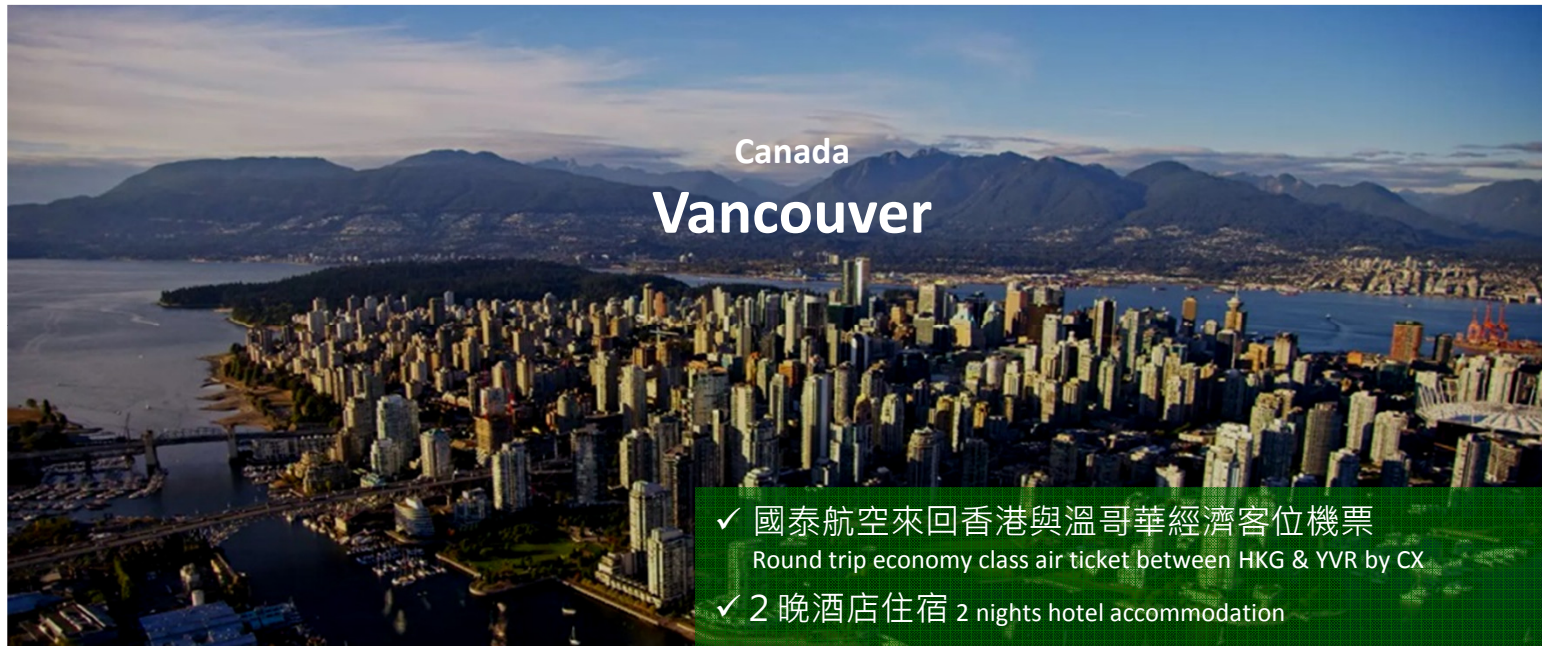 Canada
Vancouver
✓ 國泰航空來回香港與溫哥華經濟客位機票
Round trip economy class air ticket between HKG & YVR by CX
✓ 2 晚酒店住宿 2 nights hotel accommodation